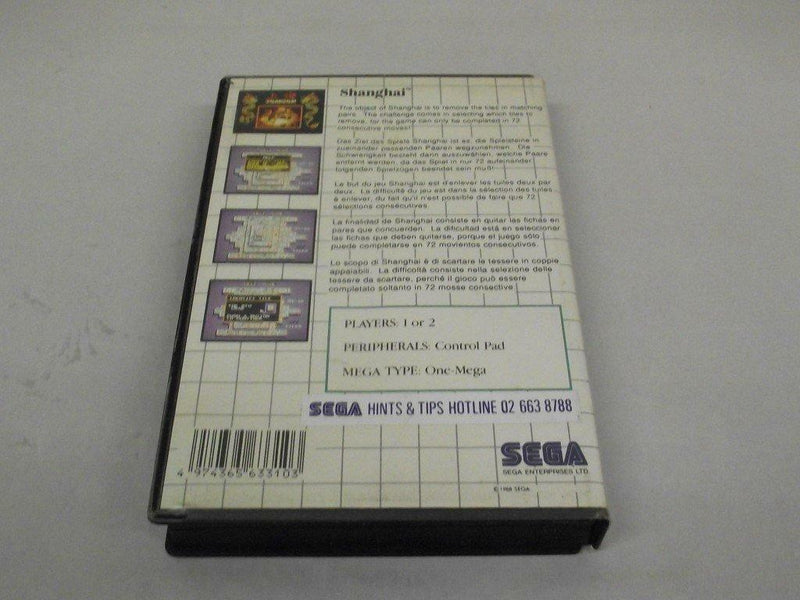 Shanghai™
The object of Shanghai is to remove the tiles in matching
pairs. The challenge comes in selecting which tiles to
remove, for the game can only be completed in 72
consecutive moves!
Das Ziel des Spiels Shanghai ist es, die Spielsteine in
zueinander passenden Paaren wegzunehmen. Die
Schwierigkeit besteht dann auszuwählen, welche Paare
entfernt werden, da das Spiel in nur 72 aufeinander
folgenden Spielzügen beendet sein muß!
Le but du jeu Shanghai est d'enlever les tuiles deux par
deux. La difficulté du jeu est dans la sélection des tuiles
à enlever, du fait qu'il n'est possible de faire que 72
sélections consécutives.
La finalidad de Shanghai consiste en quitar las fichas en
pares que concuerden. La dificultad está en seleccionar
las fichas que deben quitarse, porque el juego sólo
puede completarse en 72 movientos consecutivos.
Lo scopo di Shanghai è di scartare le tessere in coppie
appaiabili. La difficoltà consiste nella selezione delle
tessere da scartare, perché il gioco può essere
completato soltanto in 72 mosse consective
PLAYERS: 1 or 2
PERIPHERALS: Control Pad
MEGA TYPE: One-Mega
SEGA HINTS & TIPS HOTLINE 02 663 8788
4 974365 633103
SEGA
SEGA ENTERPRISES LTD.
© 1988 SEGA